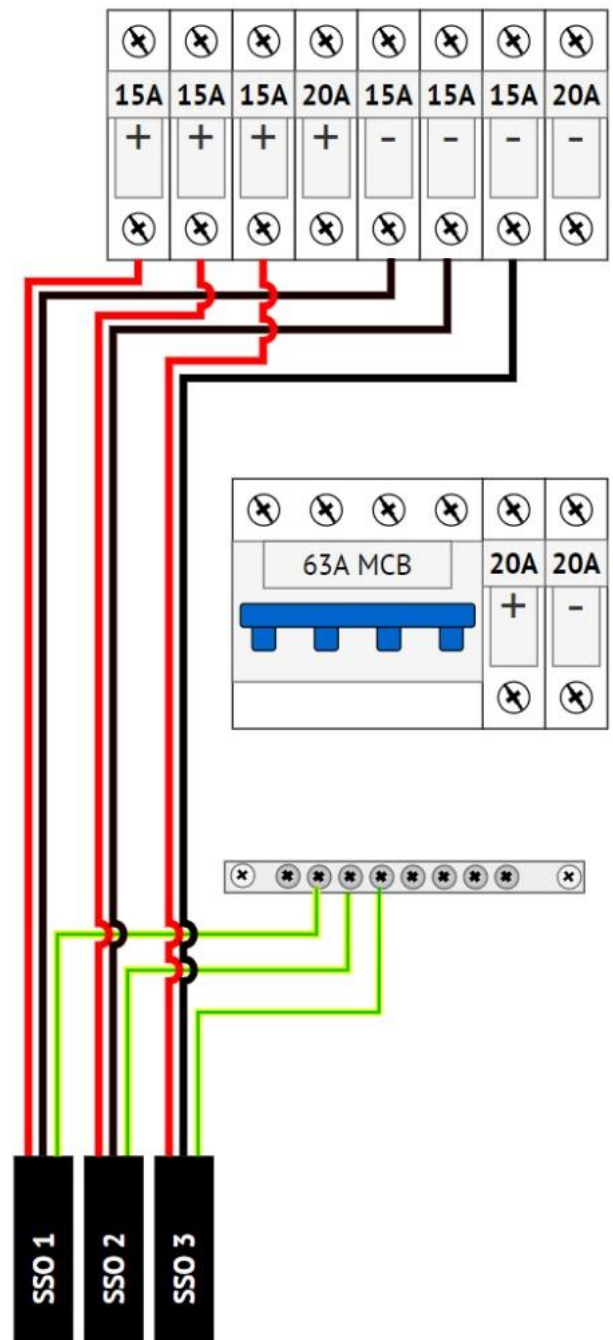 15A 15A 15A 20A 15A 15A 15A 20A
+ + + + - - - -
63A MCB 20A 20A
+ -
SSO 1 SSO 2 SSO 3